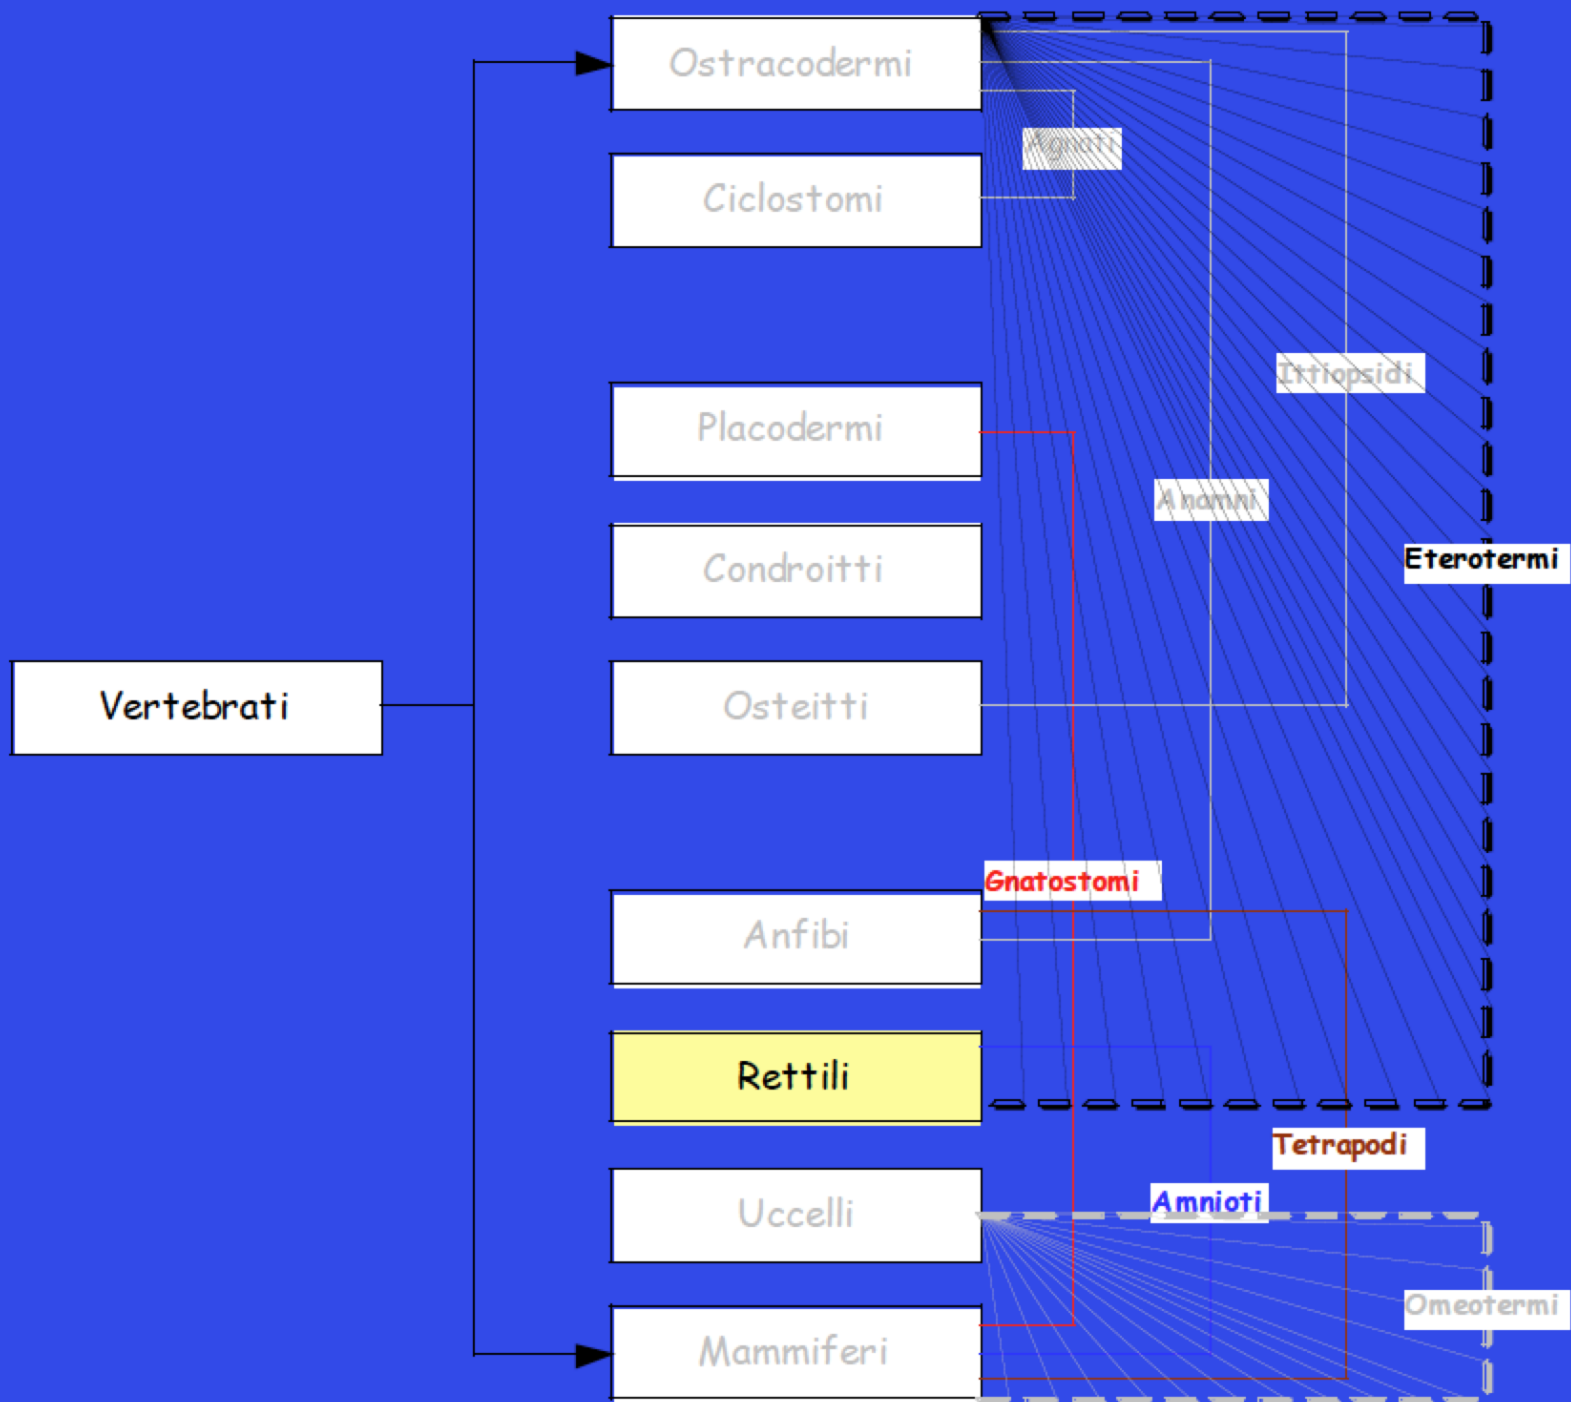 Ostracodermi
Agnati
Ciclostomi
Ittiopsidi
Placodermi
Anamni
Eterotermi
Condroitti
Vertebrati
Osteitti
Gnatostomi
Anfibi
Rettili
Tetrapodi
Amnioti
Uccelli
Omeotermi
Mammiferi